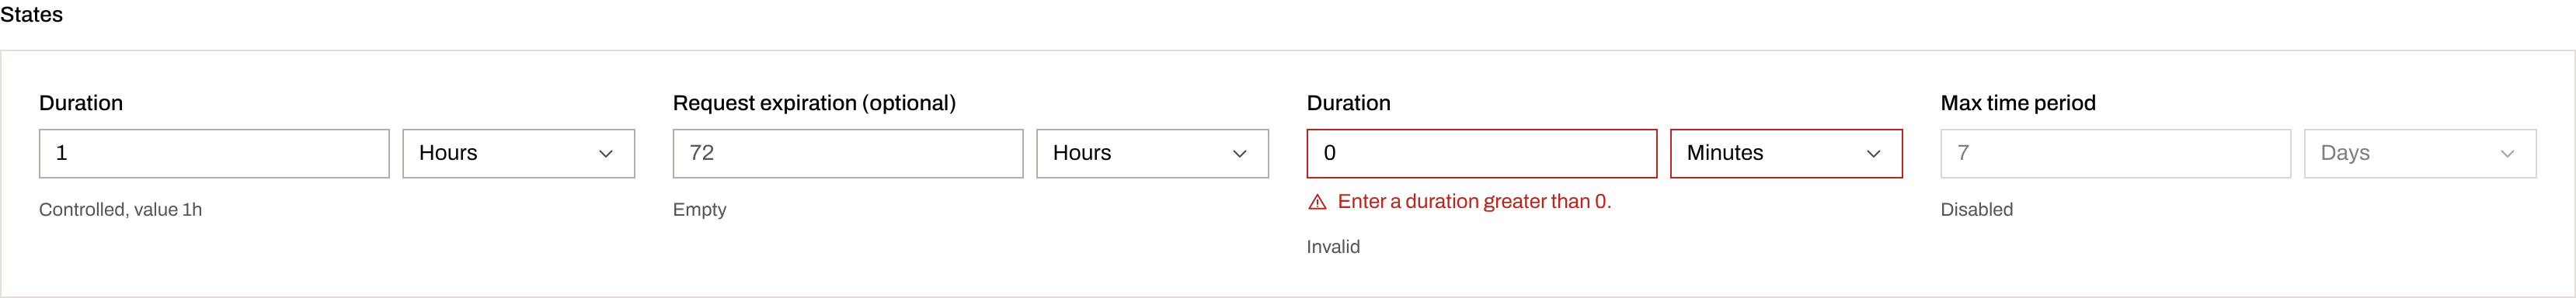 States
Duration
1
Hours
Controlled, value 1h
Request expiration (optional)
72
Hours
Empty
Duration
0
Minutes
Enter a duration greater than 0.
Invalid
Max time period
7
Days
Disabled